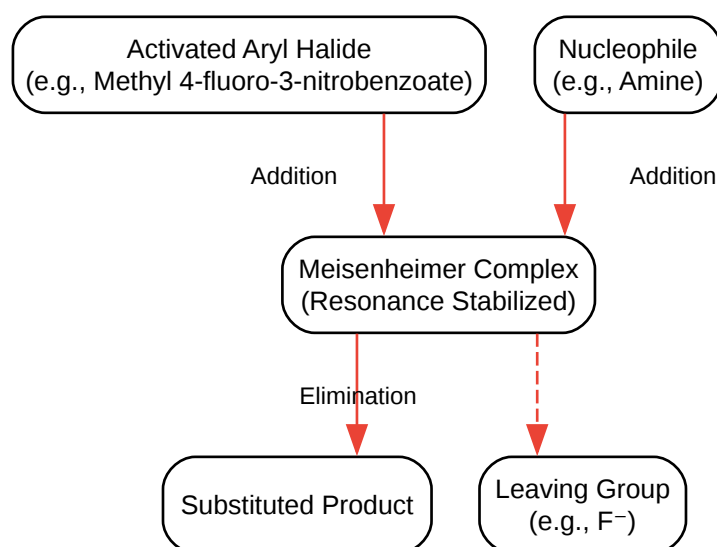 Activated Aryl Halide
(e.g., Methyl 4-fluoro-3-nitrobenzoate)
Nucleophile
(e.g., Amine)
Addition
Addition
Meisenheimer Complex
(Resonance Stabilized)
Elimination
Substituted Product
Leaving Group
(e.g., F⁻)